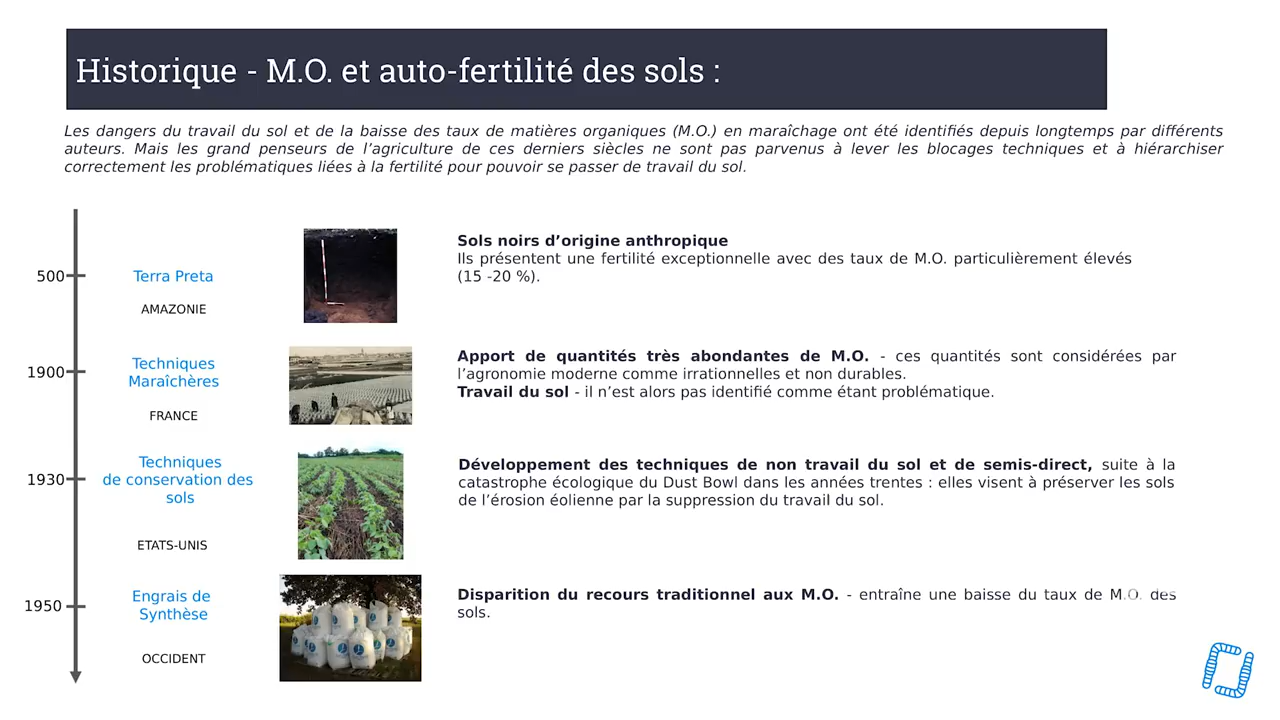 Historique - M.O. et auto-fertilité des sols :
Les dangers du travail du sol et de la baisse des taux de matières organiques (M.O.) en maraîchage ont été identifiés depuis longtemps par différents
auteurs. Mais les grand penseurs de l’agriculture de ces derniers siècles ne sont pas parvenus à lever les blocages techniques et à hiérarchiser
correctement les problématiques liées à la fertilité pour pouvoir se passer de travail du sol.
500
Terra Preta
AMAZONIE
Sols noirs d’origine anthropique
Ils présentent une fertilité exceptionnelle avec des taux de M.O. particulièrement élevés
(15 -20 %).
1900
Techniques
Maraîchères
FRANCE
Apport de quantités très abondantes de M.O. - ces quantités sont considérées par
l’agronomie moderne comme irrationnelles et non durables.
Travail du sol - il n’est alors pas identifié comme étant problématique.
1930
Techniques
de conservation des
sols
ETATS-UNIS
Développement des techniques de non travail du sol et de semis-direct, suite à la
catastrophe écologique du Dust Bowl dans les années trentes : elles visent à préserver les sols
de l’érosion éolienne par la suppression du travail du sol.
1950
Engrais de
Synthèse
OCCIDENT
Disparition du recours traditionnel aux M.O. - entraîne une baisse du taux de M.O. des
sols.